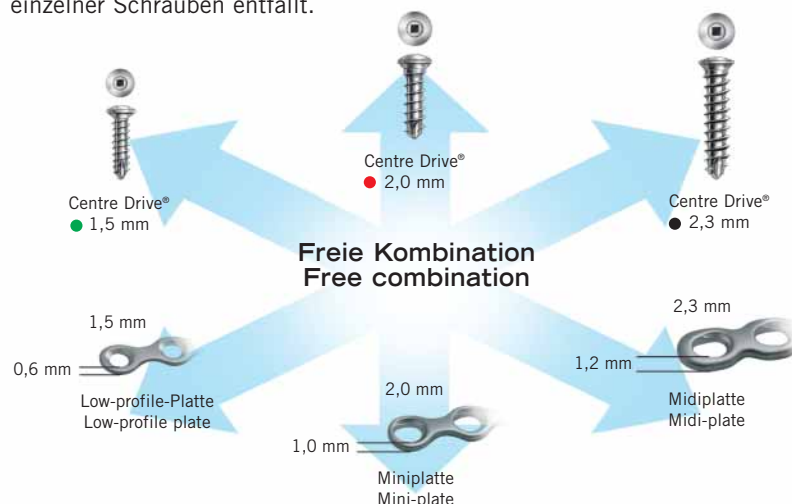 einzelner Schrauben entfällt.
Centre Drive®
2,0 mm
Centre Drive®
1,5 mm
Centre Drive®
2,3 mm
Freie Kombination
Free combination
1,5 mm
0,6 mm
Low-profile-Platte
Low-profile plate
2,0 mm
1,0 mm
Miniplatte
Mini-plate
2,3 mm
1,2 mm
Midiplatte
Midi-plate